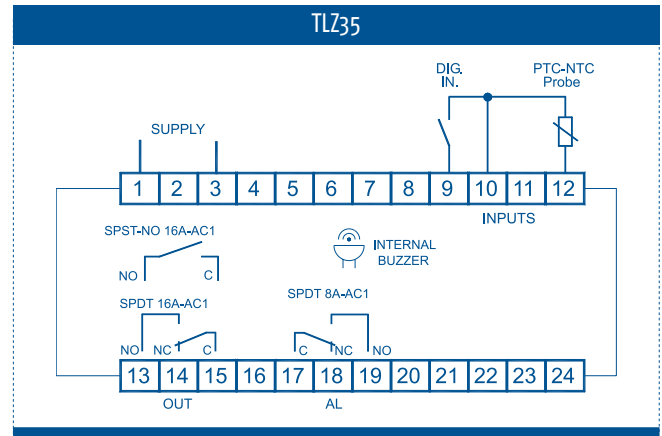 TLZ35
DIG.
IN.
PTC-NTC
Probe
SUPPLY
1 2 3 4 5 6 7 8 9 10 11 12
INPUTS
SPST-NO 16A-AC1
INTERNAL
BUZZER
NO C
SPDT 16A-AC1
SPDT 8A-AC1
NO NC C C NC NO
13 14 15 16 17 18 19 20 21 22 23 24
OUT AL